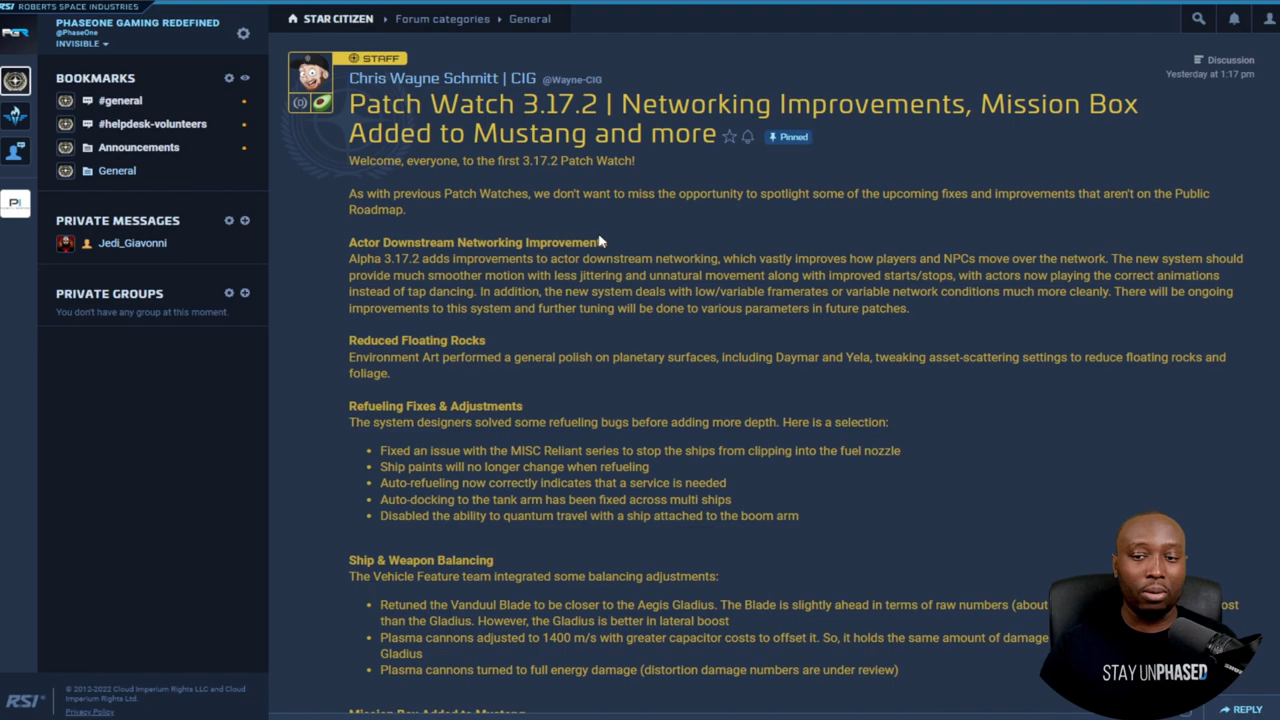 RSI ROBERTS SPACE INDUSTRIES
PHASEONE GAMING REDEFINED
@PhaseOne
INVISIBLE
PGR
BOOKMARKS
#general
#helpdesk-volunteers
Announcements
General
PRIVATE MESSAGES
Jedi_Giavonni
PRIVATE GROUPS
You don't have any group at this moment.
RSI
© 2012-2022 Cloud Imperium Rights LLC and Cloud
Imperium Rights Ltd.
Privacy Policy
STAR CITIZEN Forum categories General
STAFF
Chris Wayne Schmitt | CIG @Wayne-CIG
Discussion
Yesterday at 1:17 pm
Patch Watch 3.17.2 | Networking Improvements, Mission Box
Added to Mustang and more Pinned
Welcome, everyone, to the first 3.17.2 Patch Watch!
As with previous Patch Watches, we don't want to miss the opportunity to spotlight some of the upcoming fixes and improvements that aren't on the Public
Roadmap.
Actor Downstream Networking Improvements
Alpha 3.17.2 adds improvements to actor downstream networking, which vastly improves how players and NPCs move over the network. The new system should
provide much smoother motion with less jittering and unnatural movement along with improved starts/stops, with actors now playing the correct animations
instead of tap dancing. In addition, the new system deals with low/variable framerates or variable network conditions much more cleanly. There will be ongoing
improvements to this system and further tuning will be done to various parameters in future patches.
Reduced Floating Rocks
Environment Art performed a general polish on planetary surfaces, including Daymar and Yela, tweaking asset-scattering settings to reduce floating rocks and
foliage.
Refueling Fixes & Adjustments
The system designers solved some refueling bugs before adding more depth. Here is a selection:
Fixed an issue with the MISC Reliant series to stop the ships from clipping into the fuel nozzle
Ship paints will no longer change when refueling
Auto-refueling now correctly indicates that a service is needed
Auto-docking to the tank arm has been fixed across multi ships
Disabled the ability to quantum travel with a ship attached to the boom arm
Ship & Weapon Balancing
The Vehicle Feature team integrated some balancing adjustments:
Retuned the Vanduul Blade to be closer to the Aegis Gladius. The Blade is slightly ahead in terms of raw numbers (about
than the Gladius. However, the Gladius is better in lateral boost
Plasma cannons adjusted to 1400 m/s with greater capacitor costs to offset it. So, it holds the same amount of damage
Gladius
Plasma cannons turned to full energy damage (distortion damage numbers are under review)
Mission Box Added to Mustang
STAY UNPHASED
REPLY